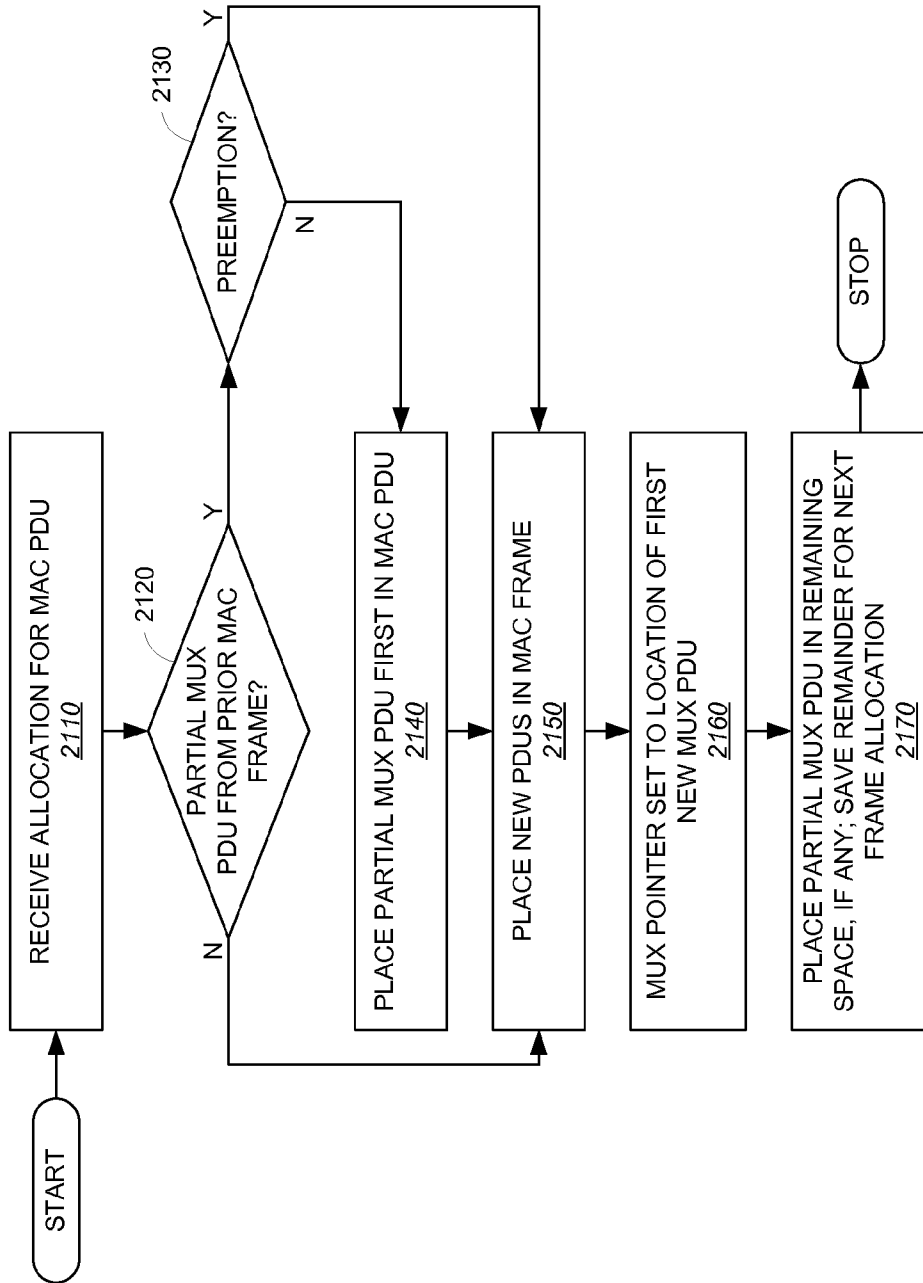 START
RECEIVE ALLOCATION FOR MAC PDU
2110
2120
PARTIAL MUX
PDU FROM PRIOR MAC
FRAME?
Y
N
2130
PREEMPTION?
Y
N
PLACE PARTIAL MUX PDU FIRST IN MAC PDU
2140
PLACE NEW PDUS IN MAC FRAME
2150
MUX POINTER SET TO LOCATION OF FIRST
NEW MUX PDU
2160
PLACE PARTIAL MUX PDU IN REMAINING
SPACE, IF ANY; SAVE REMAINDER FOR NEXT
FRAME ALLOCATION
2170
STOP